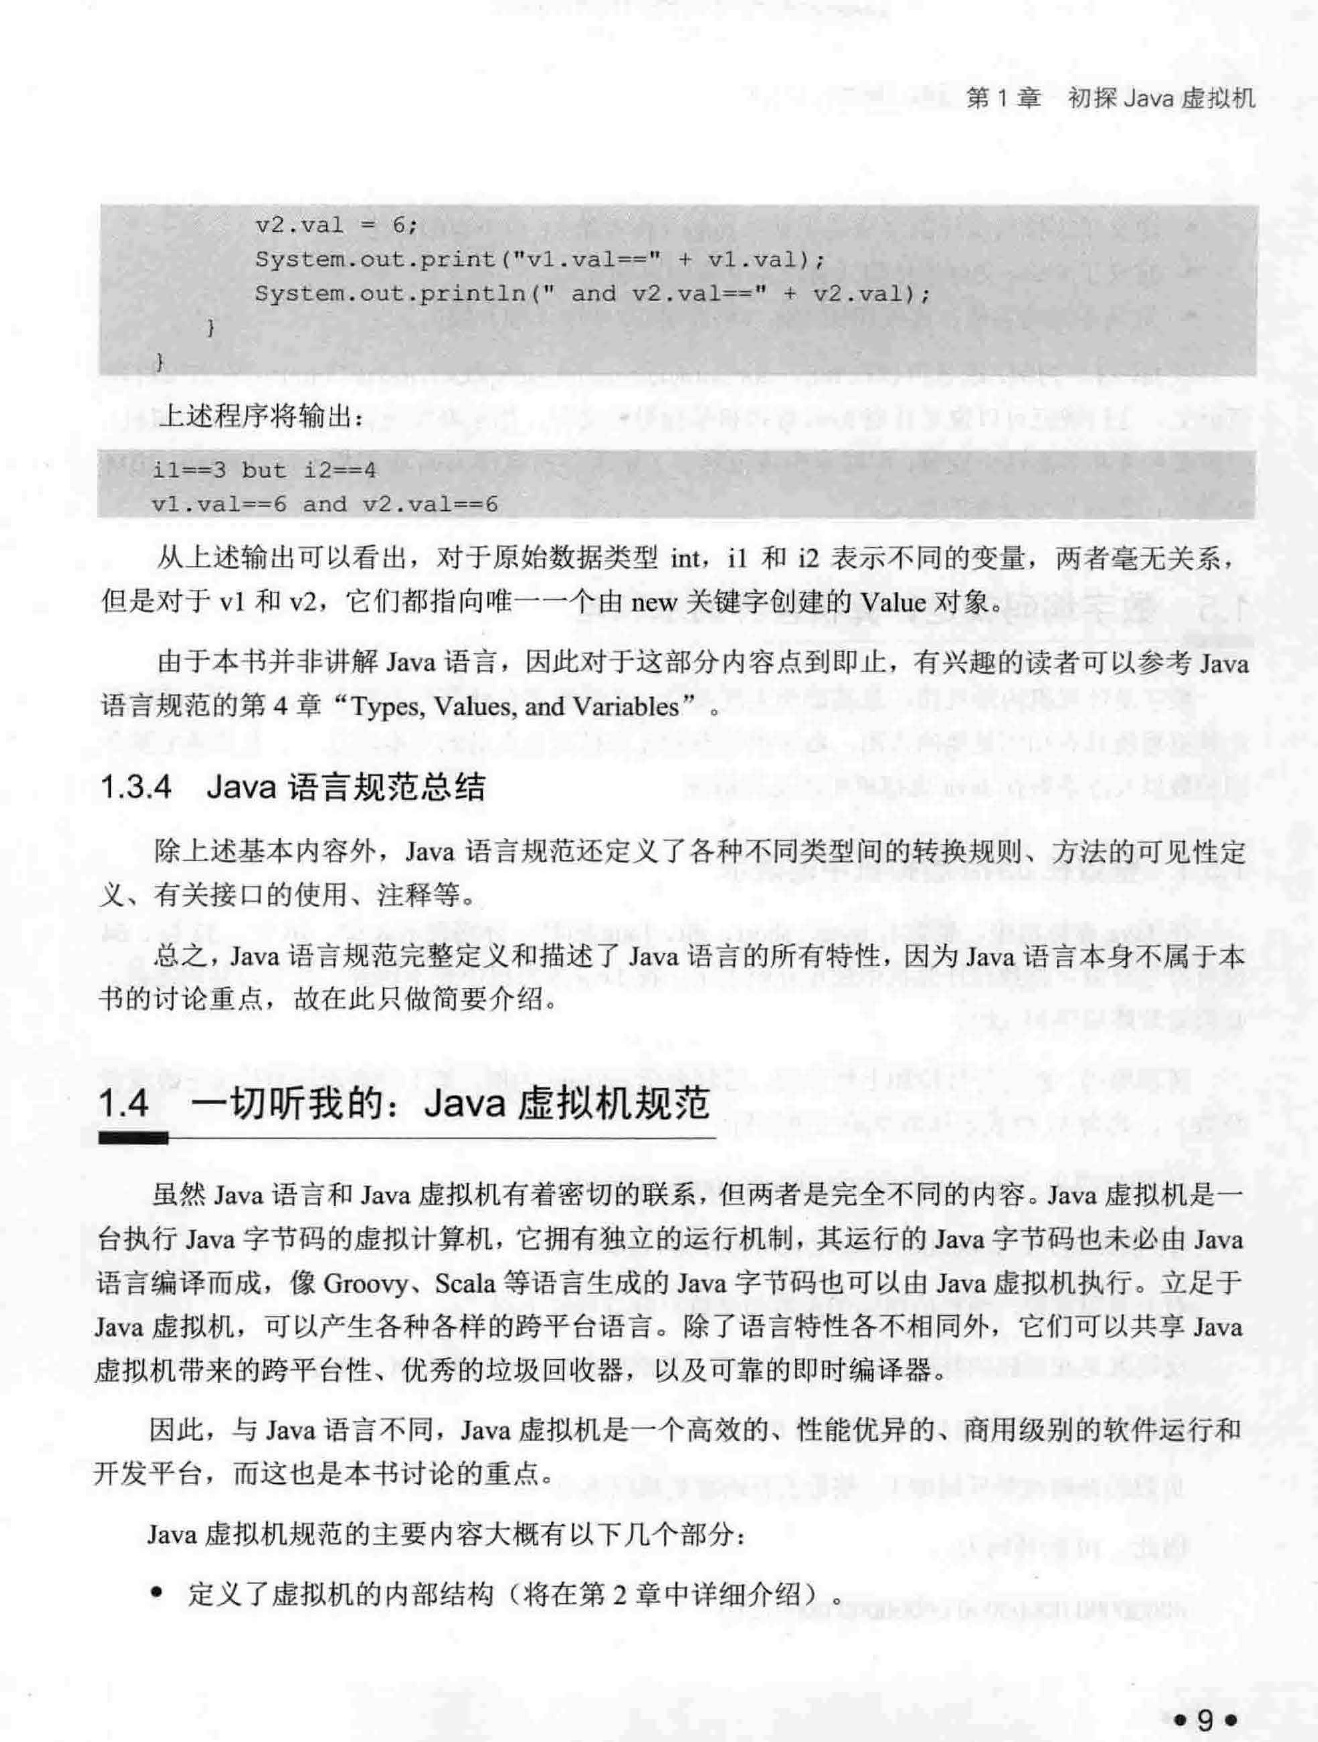 第 1 章 初探 Java 虚拟机
v2.val = 6;
System.out.print("v1.val==" + v1.val);
System.out.println(" and v2.val==" + v2.val);
}
}
上述程序将输出：
i1==3 but i2==4
v1.val==6 and v2.val==6
从上述输出可以看出，对于原始数据类型 int，i1 和 i2 表示不同的变量，两者毫无关系，
但是对于 v1 和 v2，它们都指向唯一一个由 new 关键字创建的 Value 对象。
由于本书并非讲解 Java 语言，因此对于这部分内容点到即止，有兴趣的读者可以参考 Java
语言规范的第 4 章“Types, Values, and Variables”。
1.3.4 Java 语言规范总结
除上述基本内容外，Java 语言规范还定义了各种不同类型间的转换规则、方法的可见性定
义、有关接口的使用、注释等。
总之，Java 语言规范完整定义和描述了 Java 语言的所有特性，因为 Java 语言本身不属于本
书的讨论重点，故在此只做简要介绍。
1.4 一切听我的：Java 虚拟机规范
虽然 Java 语言和 Java 虚拟机有着密切的联系，但两者是完全不同的内容。Java 虚拟机是一
台执行 Java 字节码的虚拟计算机，它拥有独立的运行机制，其运行的 Java 字节码也未必由 Java
语言编译而成，像 Groovy、Scala 等语言生成的 Java 字节码也可以由 Java 虚拟机执行。立足于
Java 虚拟机，可以产生各种各样的跨平台语言。除了语言特性各不相同外，它们可以共享 Java
虚拟机带来的跨平台性、优秀的垃圾回收器，以及可靠的即时编译器。
因此，与 Java 语言不同，Java 虚拟机是一个高效的、性能优异的、商用级别的软件运行和
开发平台，而这也是本书讨论的重点。
Java 虚拟机规范的主要内容大概有以下几个部分：
• 定义了虚拟机的内部结构（将在第 2 章中详细介绍）。
•9•